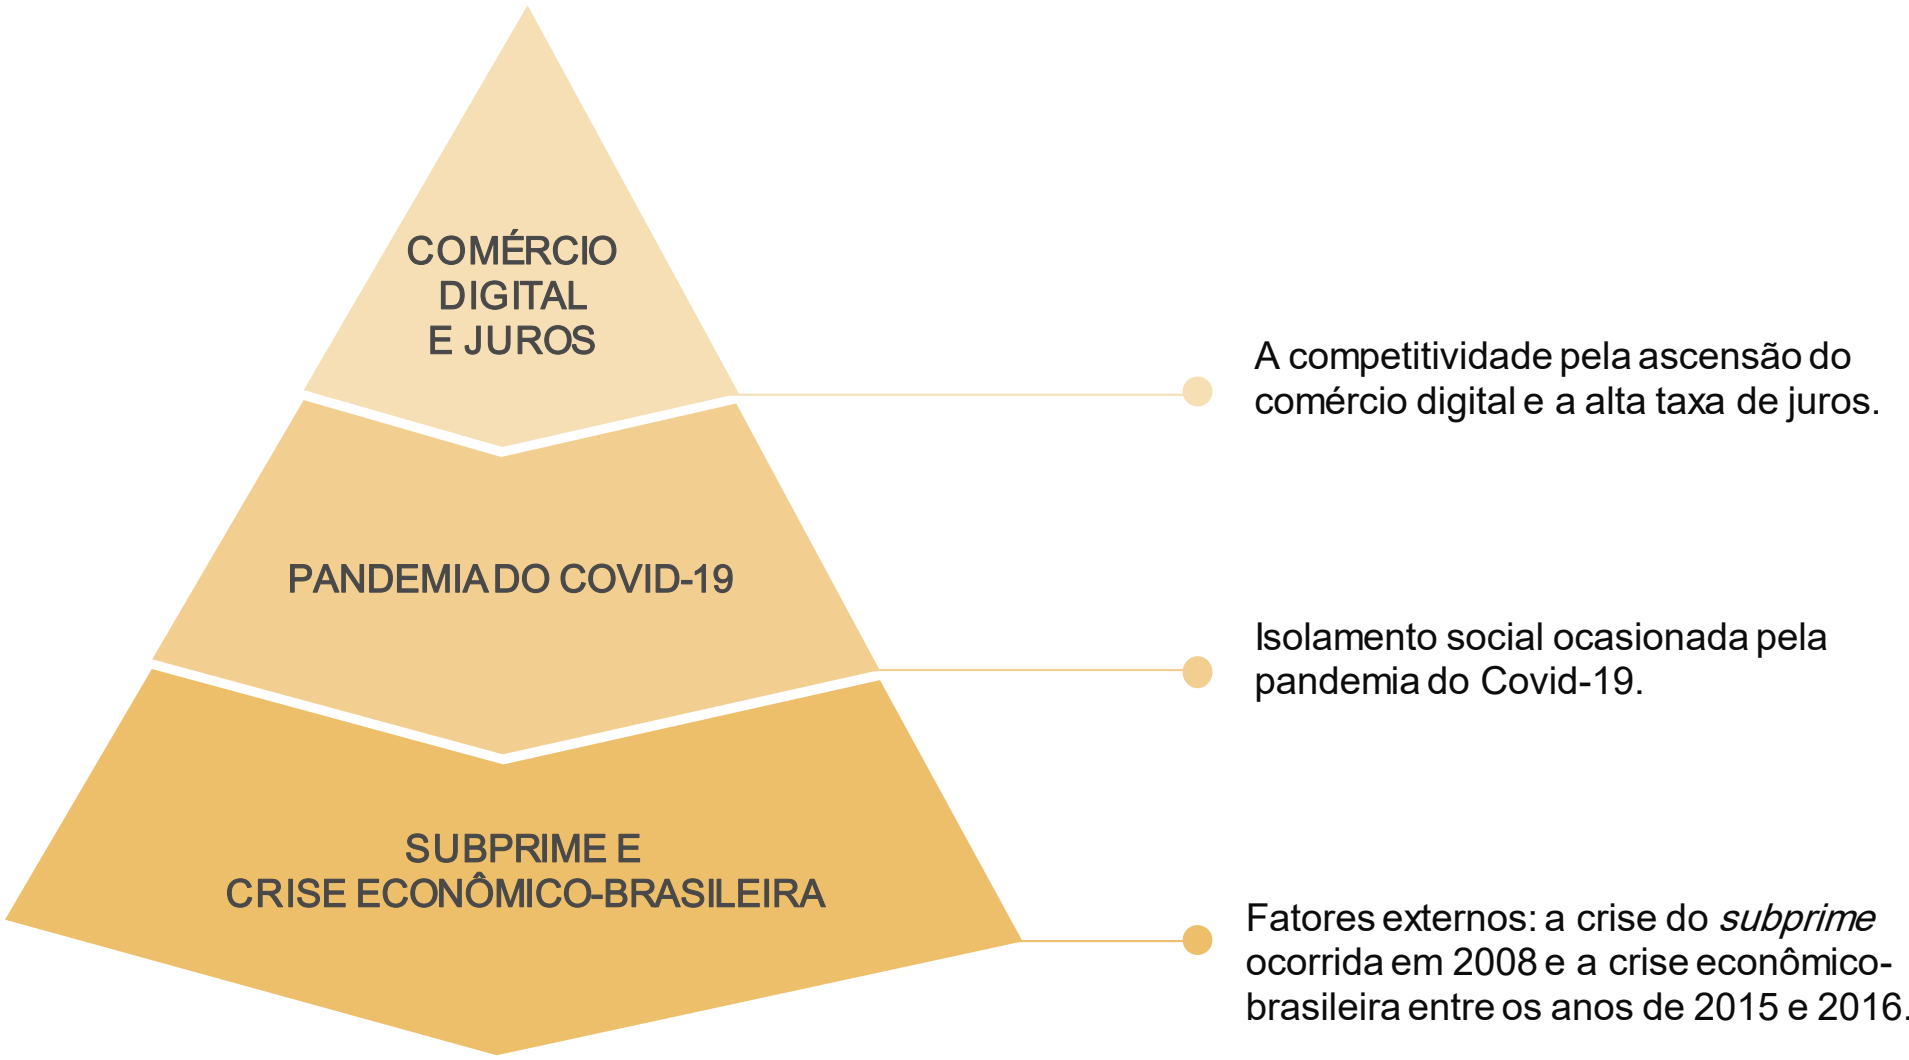 COMÉRCIO
DIGITAL
E JUROS
A competitividade pela ascensão do
comércio digital e a alta taxa de juros.
PANDEMIA DO COVID-19
Isolamento social ocasionada pela
pandemia do Covid-19.
SUBPRIME E
CRISE ECONÔMICO-BRASILEIRA
Fatores externos: a crise do subprime
ocorrida em 2008 e a crise econômico-
brasileira entre os anos de 2015 e 2016.